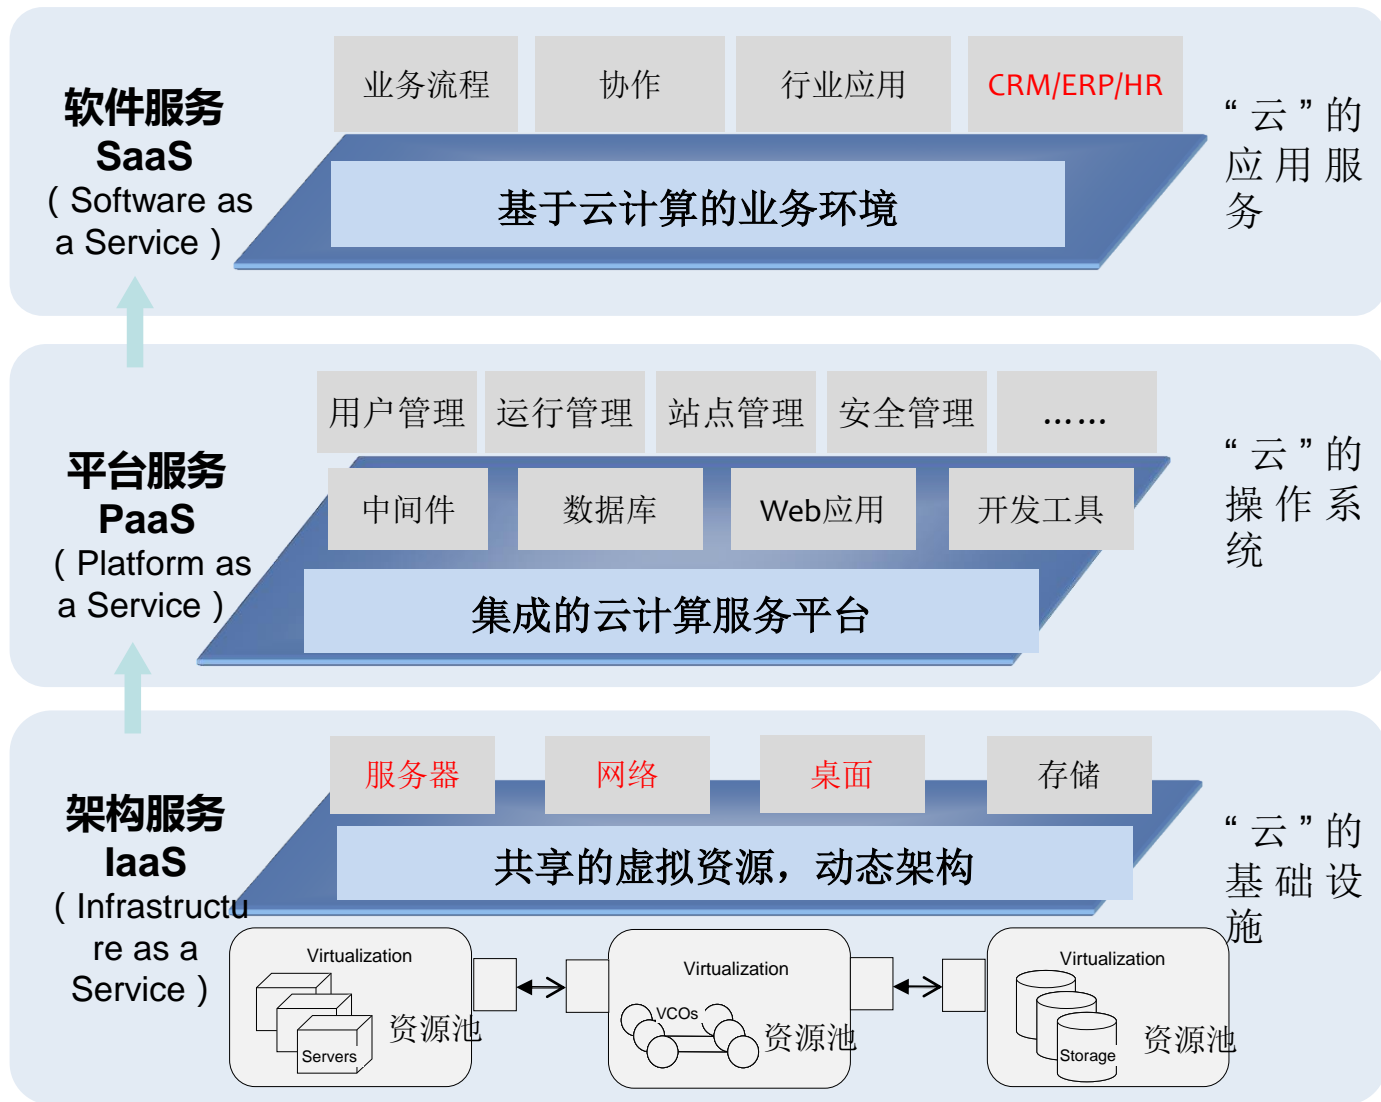 业务流程
协作
行业应用
CRM/ERP/HR
软件服务
SaaS
（Software as
a Service）
基于云计算的业务环境
“云”的
应用服
务
用户管理
运行管理
站点管理
安全管理
……
中间件
数据库
Web应用
开发工具
平台服务
PaaS
（Platform as
a Service）
集成的云计算服务平台
“云”的
操作系
统
服务器
网络
桌面
存储
架构服务
IaaS
（Infrastructu
re as a
Service）
共享的虚拟资源，动态架构
“云”的
基础设
施
Virtualization
资源池
Servers
Virtualization
VCOs
资源池
Virtualization
资源池
Storage